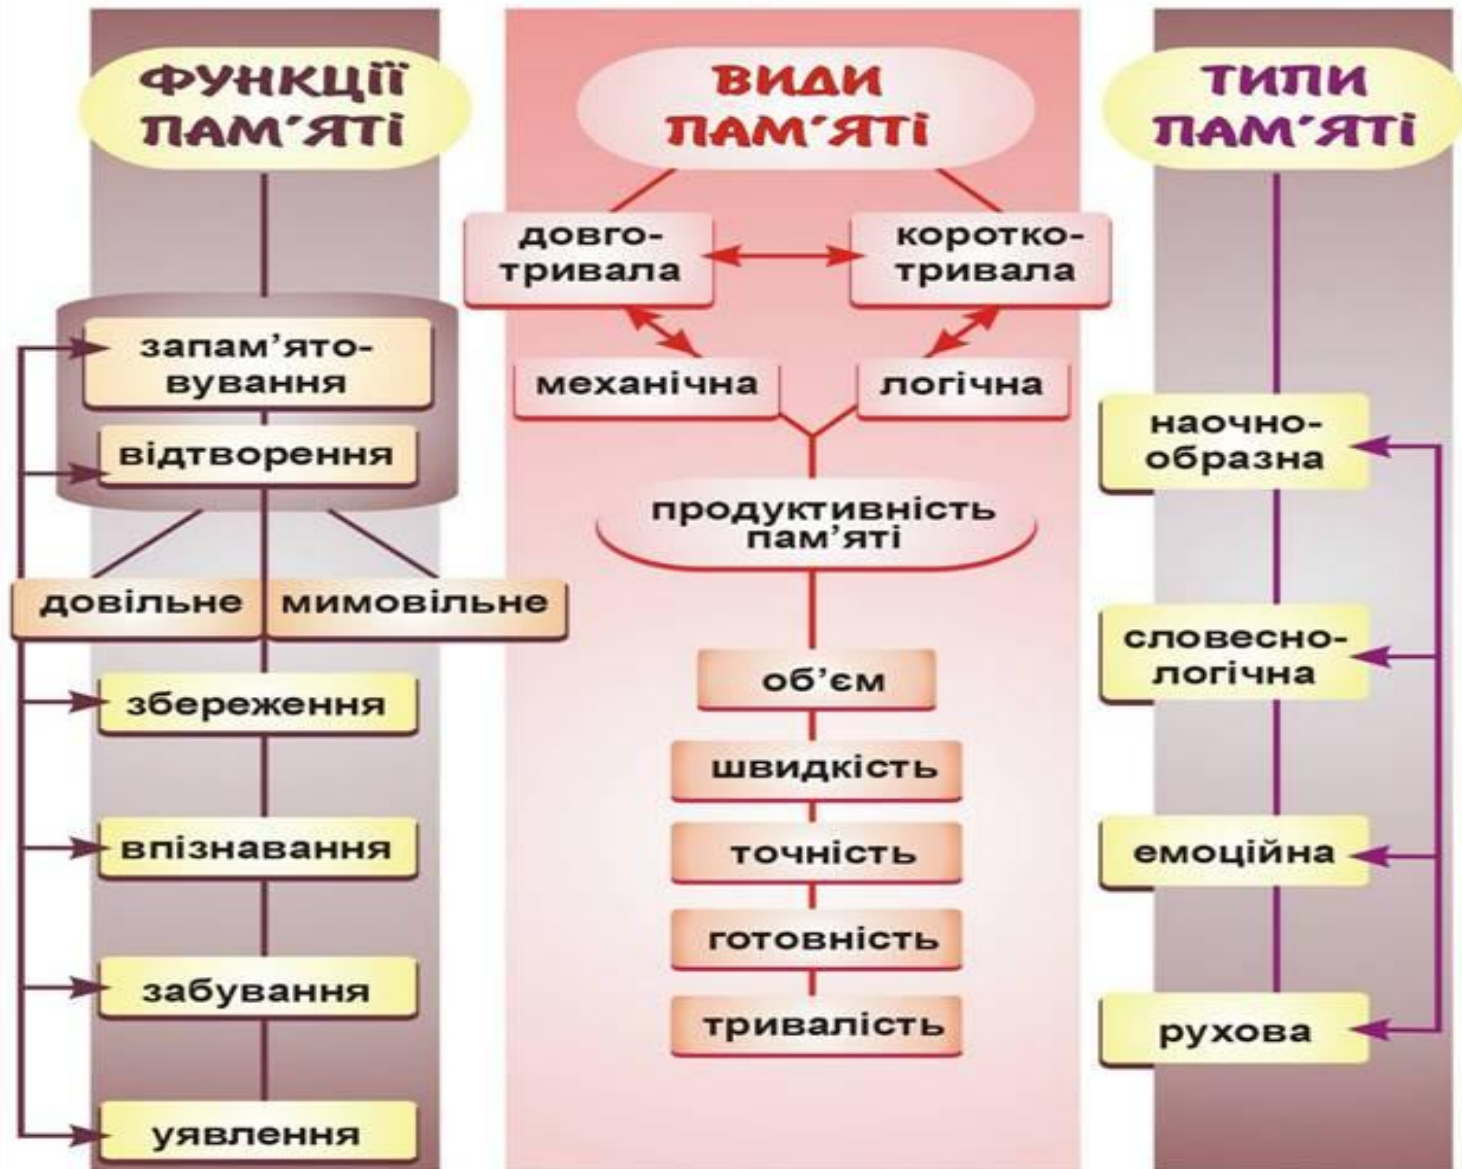 ФУНКЦІЇ
ПАМ´ЯТІ
запам’ято-
вування
відтворення
довільне
мимовільне
збереження
впізнавання
забування
уявлення
ВИДИ
ПАМ´ЯТІ
довго-
тривала
коротко-
тривала
механічна
логічна
продуктивність
пам’яті
об’єм
швидкість
точність
готовність
тривалість
ТИПИ
ПАМ´ЯТІ
наочно-
образна
словесно-
логічна
емоційна
рухова